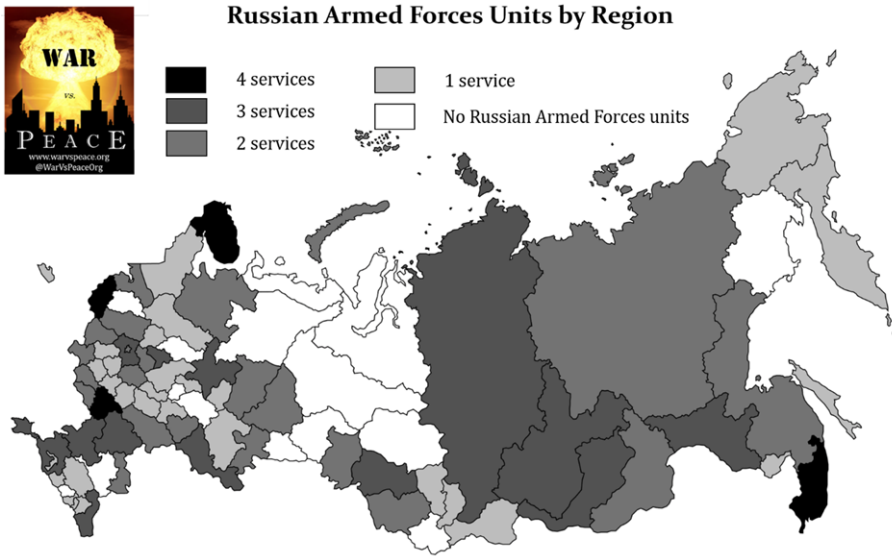 Russian Armed Forces Units by Region
WAR
vs.
PEACE
www.warvspeace.org
@WarVsPeaceOrg
4 services
3 services
2 services
1 service
No Russian Armed Forces units